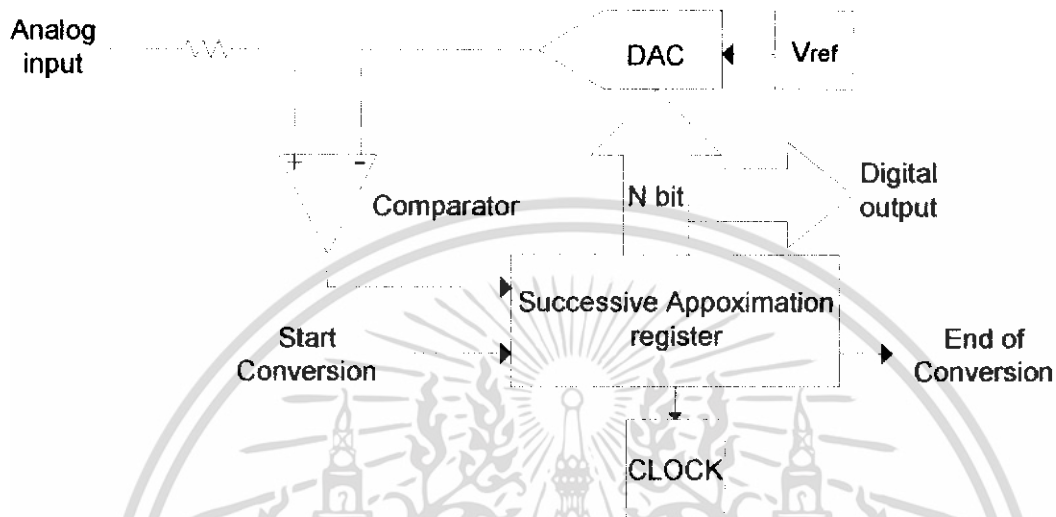 Analog
input
DAC
Vref
+
-
Comparator
N bit
Digital
output
Successive Appoximation
register
Start
Conversion
End of
Conversion
CLOCK